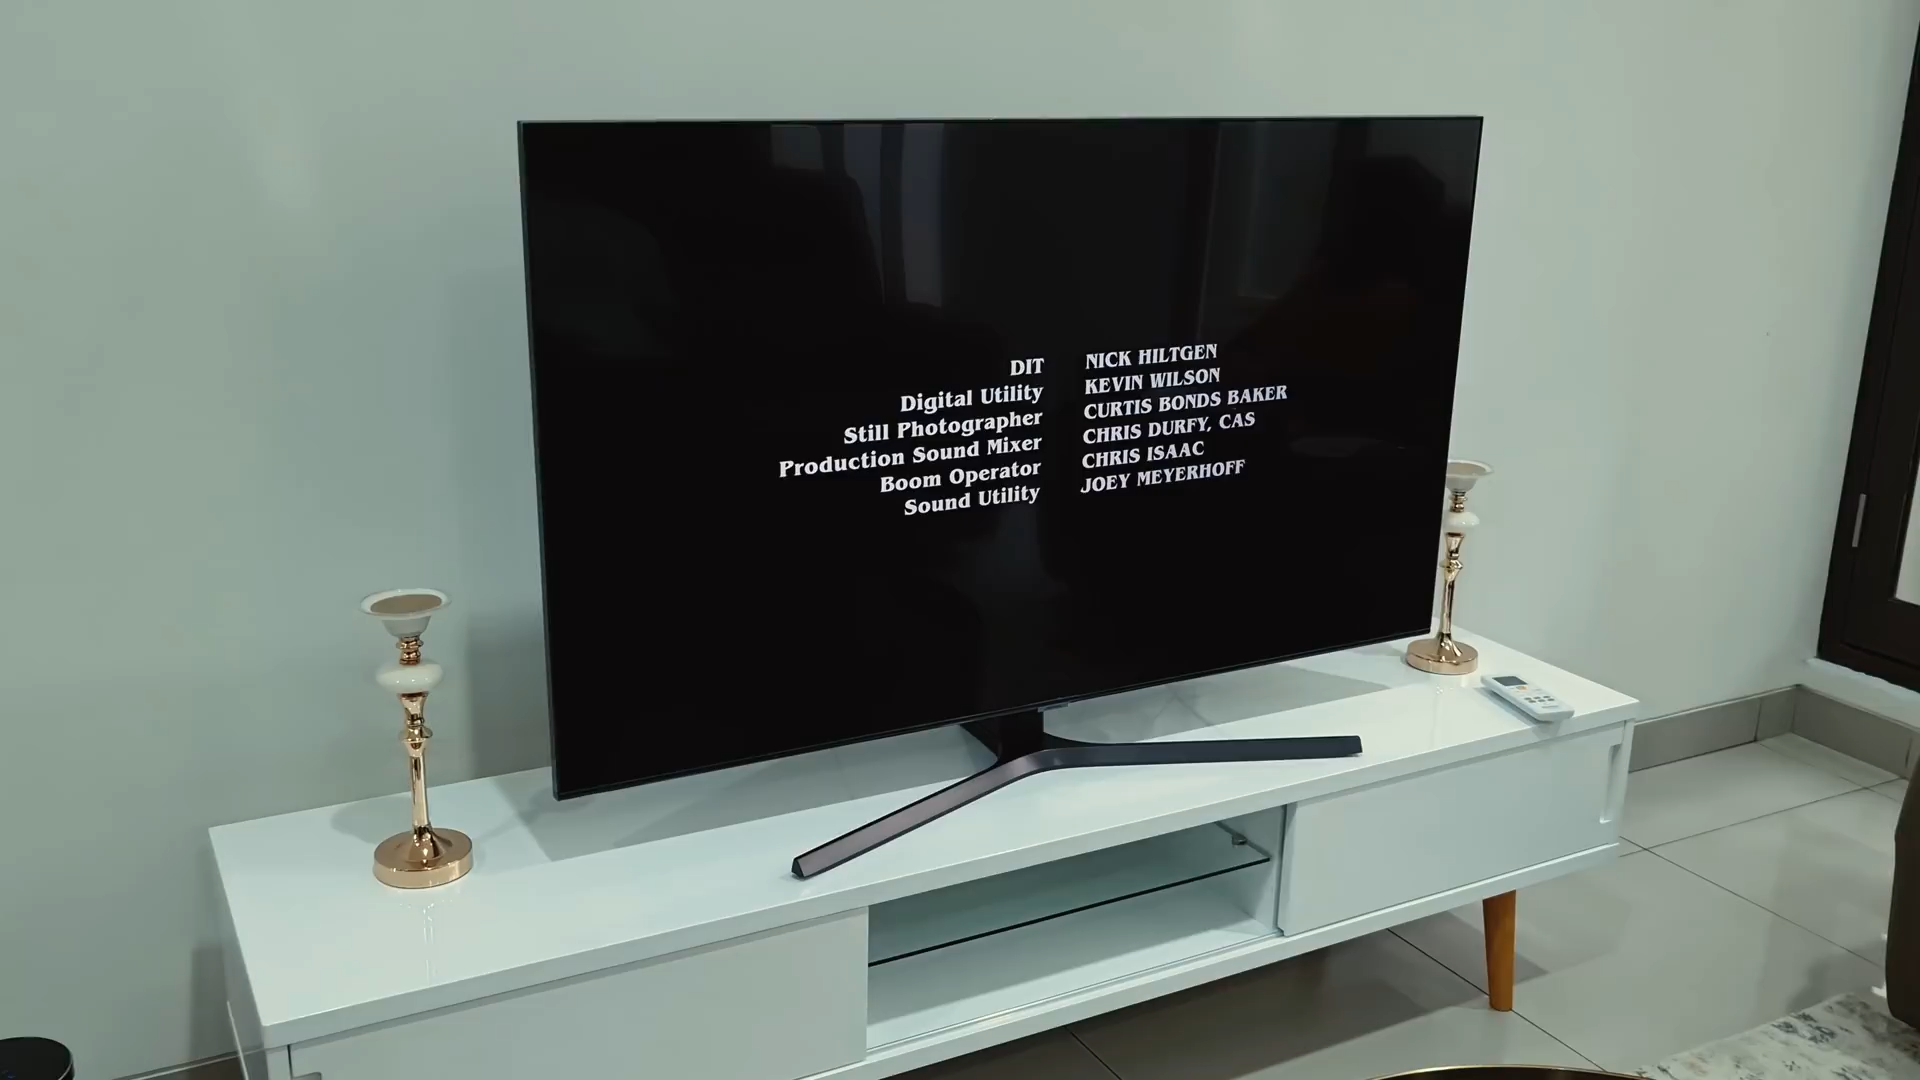 DIT NICK HILTGEN
Digital Utility KEVIN WILSON
Still Photographer CURTIS BONDS BAKER
Production Sound Mixer CHRIS DURFY, CAS
Boom Operator CHRIS ISAAC
Sound Utility JOEY MEYERHOFF